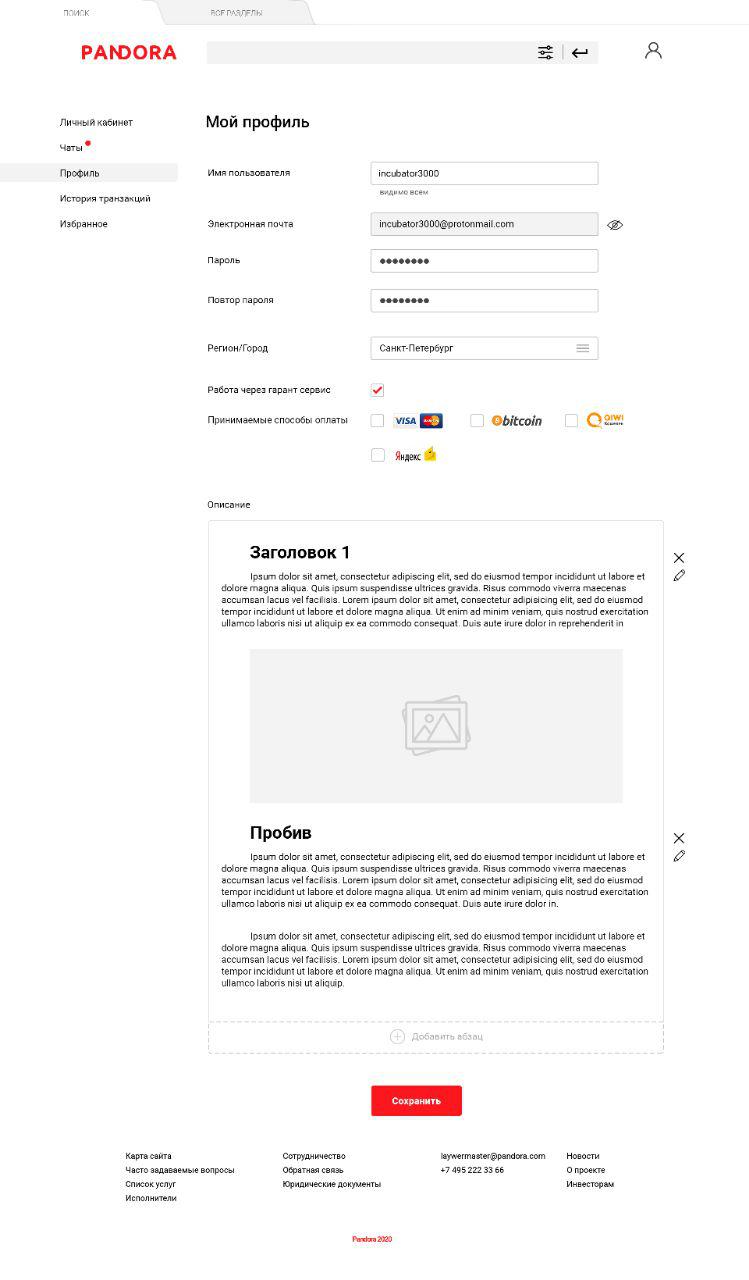 ПОИСК
ВСЕ РАЗДЕЛЫ
PANDORA
Личный кабинет
Чаты
Профиль
История транзакций
Избранное
Мой профиль
Имя пользователя
incubator3000
видимо всем
Электронная почта
incubator3000@protonmail.com
Пароль
Повтор пароля
Регион/Город
Санкт-Петербург
Работа через гарант сервис
Принимаемые способы оплаты
VISA
MasterCard
bitcoin
QIWI
Кошелек
Яндекс
Описание
Заголовок 1
Ipsum dolor sit amet, consectetur adipiscing elit, sed do eiusmod tempor incididunt ut labore et
dolore magna aliqua. Quis ipsum suspendisse ultrices gravida. Risus commodo viverra maecenas
accumsan lacus vel facilisis. Lorem ipsum dolor sit amet, consectetur adipisicing elit, sed do eiusmod
tempor incididunt ut labore et dolore magna aliqua. Ut enim ad minim veniam, quis nostrud exercitation
ullamco laboris nisi ut aliquip ex ea commodo consequat. Duis aute irure dolor in reprehenderit in
Пробив
Ipsum dolor sit amet, consectetur adipiscing elit, sed do eiusmod tempor incididunt ut labore et
dolore magna aliqua. Quis ipsum suspendisse ultrices gravida. Risus commodo viverra maecenas
accumsan lacus vel facilisis. Lorem ipsum dolor sit amet, consectetur adipisicing elit, sed do eiusmod
tempor incididunt ut labore et dolore magna aliqua. Ut enim ad minim veniam, quis nostrud exercitation
ullamco laboris nisi ut aliquip ex ea commodo consequat. Duis aute irure dolor in.
Ipsum dolor sit amet, consectetur adipiscing elit, sed do eiusmod tempor incididunt ut labore et
dolore magna aliqua. Quis ipsum suspendisse ultrices gravida. Risus commodo viverra maecenas
accumsan lacus vel facilisis. Lorem ipsum dolor sit amet, consectetur adipisicing elit, sed do eiusmod
tempor incididunt ut labore et dolore magna aliqua. Ut enim ad minim veniam, quis nostrud exercitation
ullamco laboris nisi ut aliquip.
Добавить абзац
Сохранить
Карта сайта
Часто задаваемые вопросы
Список услуг
Исполнители
Сотрудничество
Обратная связь
Юридические документы
laywermaster@pandora.com
+7 495 222 33 66
Новости
О проекте
Инвесторам
Pandora 2020